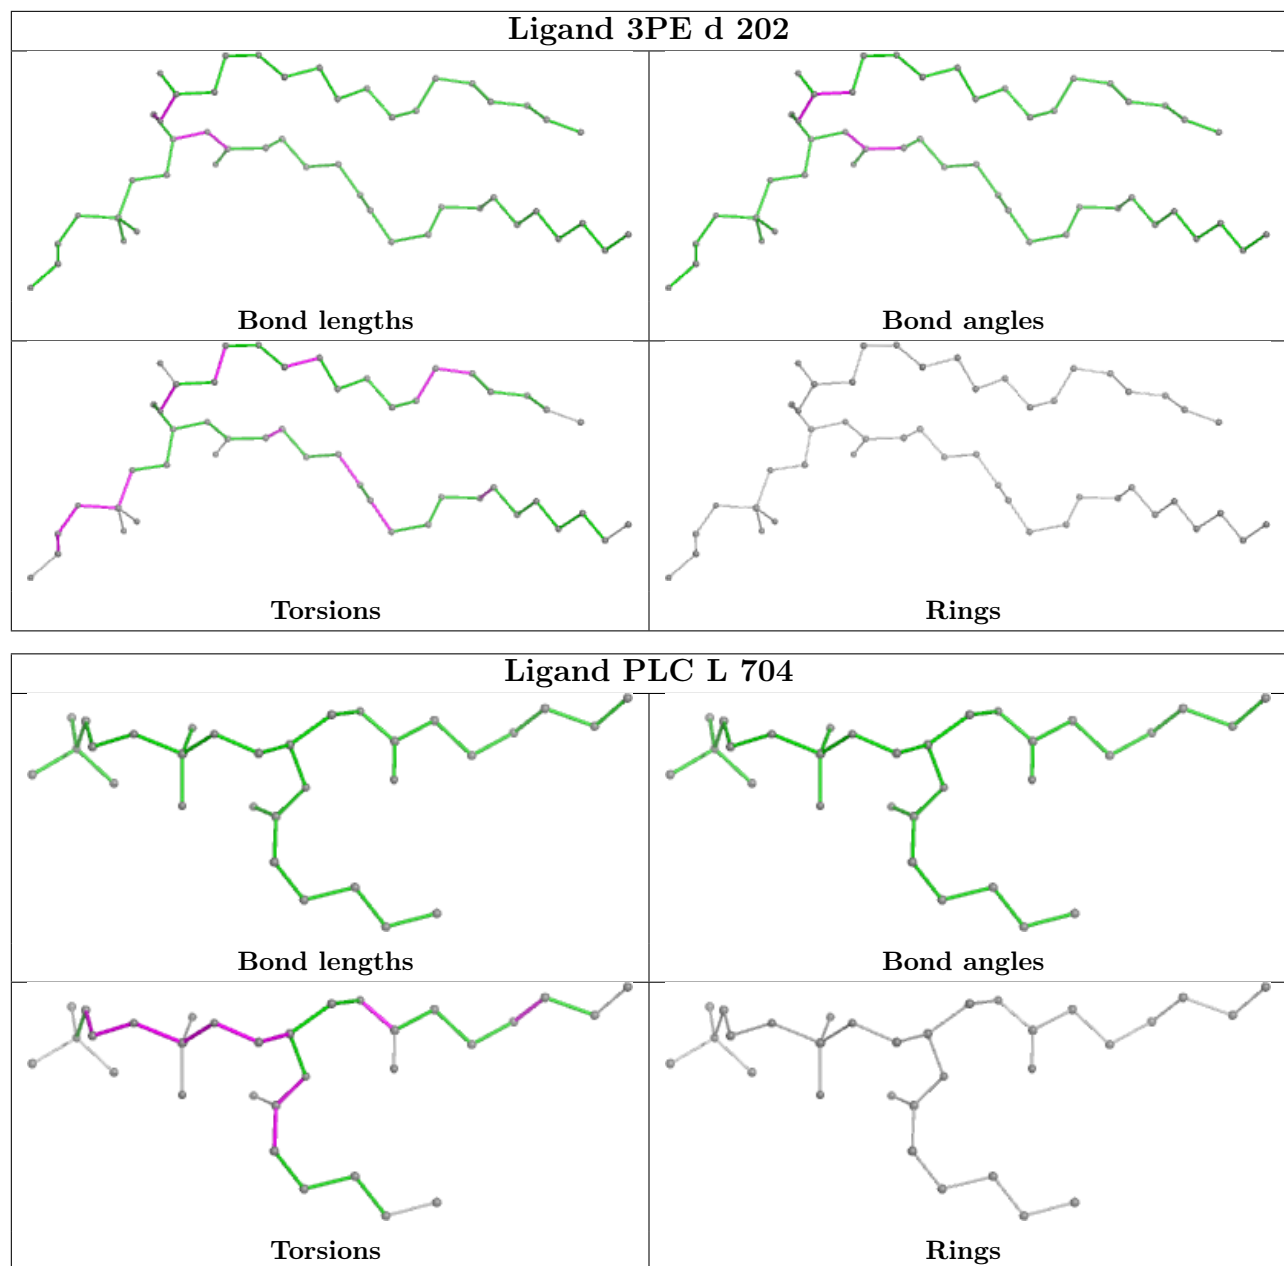 Ligand 3PE d 202
Bond lengths
Bond angles
Torsions
Rings
Ligand PLC L 704
Bond lengths
Bond angles
Torsions
Rings